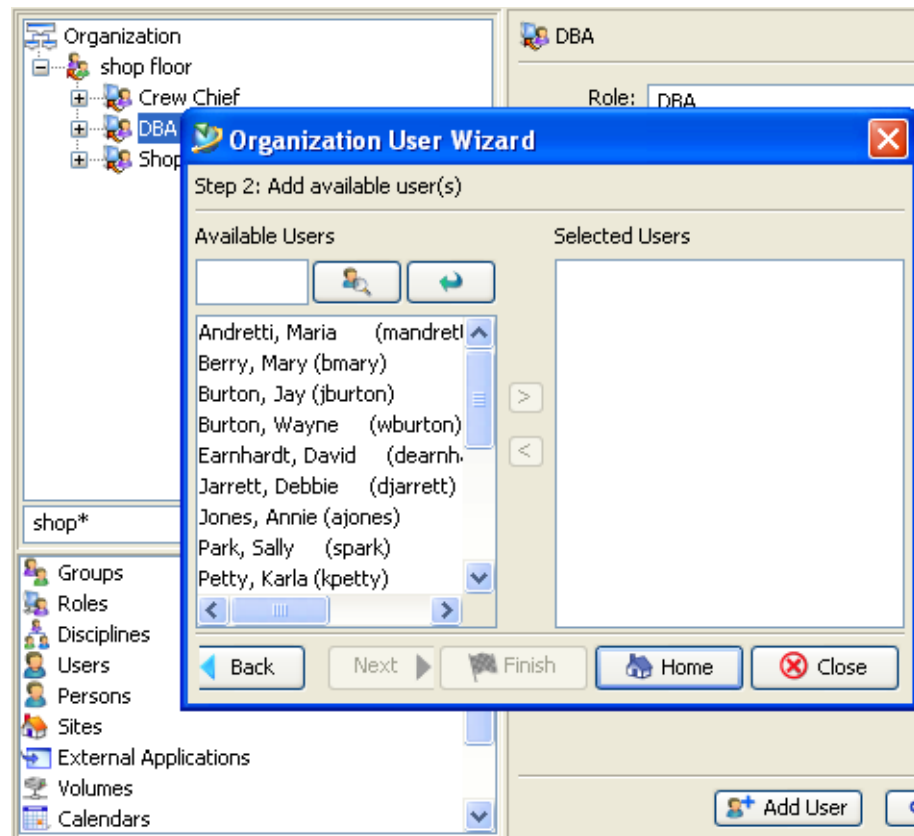 Organization
shop floor
Crew Chief
DBA
Shop
shop*
Groups
Roles
Disciplines
Users
Persons
Sites
External Applications
Volumes
Calendars
DBA
Role: DBA
Organization User Wizard
Step 2: Add available user(s)
Available Users
Selected Users
Andretti, Maria (mandrett
Berry, Mary (bmary)
Burton, Jay (jburton)
Burton, Wayne (wburton)
Earnhardt, David (dearnh
Jarrett, Debbie (djarrett)
Jones, Annie (ajones)
Park, Sally (spark)
Petty, Karla (kpetty)
>
<
Back Next Finish Home Close
Add User